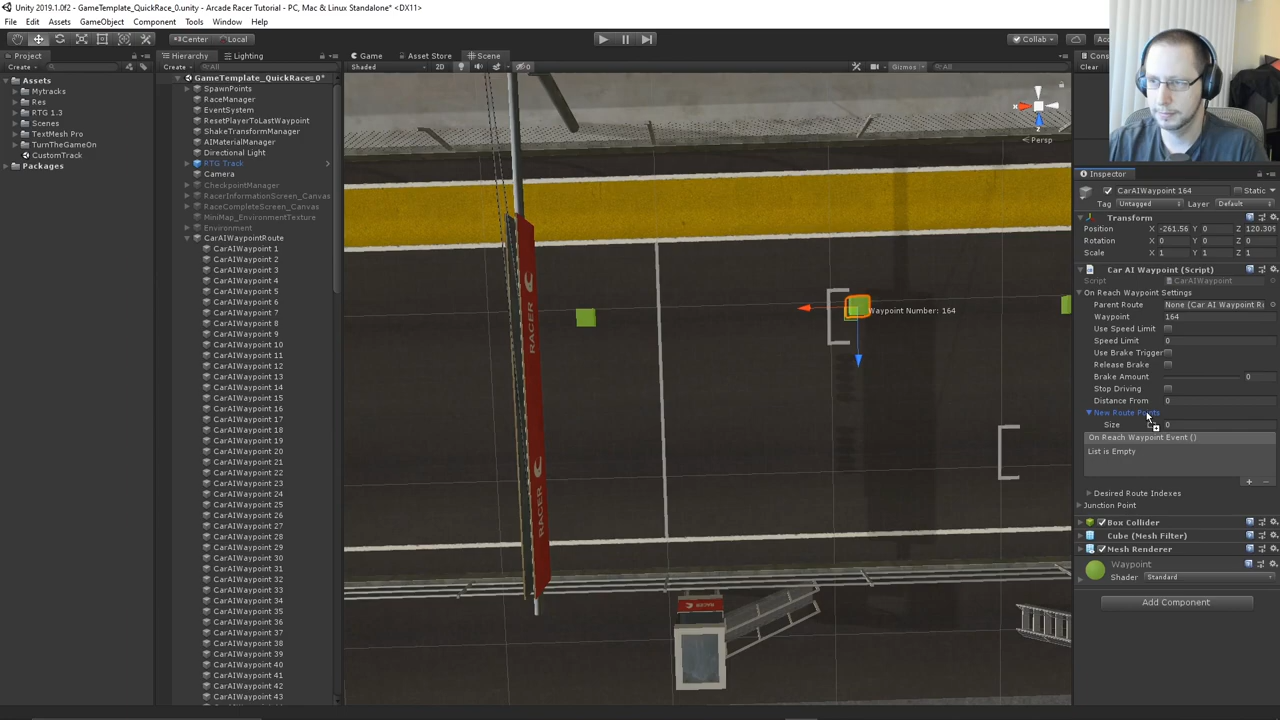 Unity 2019.1.0f2 - GameTemplate_QuickRace_0.unity - Arcade Racer Tutorial - PC, Mac & Linux Standalone* <DX11>
File Edit Assets GameObject Component Tools Window Help
Center Local Collab
Project Hierarchy Lighting Game Asset Store Scene
Create All Create All Shaded 2D 0 Gizmos All Clear
Assets
Mytracks
Res
RTG 1.3
Scenes
TextMesh Pro
TurnTheGameOn
CustomTrack
Packages
GameTemplate_QuickRace_0*
SpawnPoints
RaceManager
EventSystem
ResetPlayerToLastWaypoint
ShakeTransformManager
AIMaterialManager
Directional Light
RTG Track
Camera
CheckpointManager
RacerInformationScreen_Canvas
RaceCompleteScreen_Canvas
MiniMap_EnvironmentTexture
Environment
CarAIWaypointRoute
CarAIWaypoint 1
CarAIWaypoint 2
CarAIWaypoint 3
CarAIWaypoint 4
CarAIWaypoint 5
CarAIWaypoint 6
CarAIWaypoint 7
CarAIWaypoint 8
CarAIWaypoint 9
CarAIWaypoint 10
CarAIWaypoint 11
CarAIWaypoint 12
CarAIWaypoint 13
CarAIWaypoint 14
CarAIWaypoint 15
CarAIWaypoint 16
CarAIWaypoint 17
CarAIWaypoint 18
CarAIWaypoint 19
CarAIWaypoint 20
CarAIWaypoint 21
CarAIWaypoint 22
CarAIWaypoint 23
CarAIWaypoint 24
CarAIWaypoint 25
CarAIWaypoint 26
CarAIWaypoint 27
CarAIWaypoint 28
CarAIWaypoint 29
CarAIWaypoint 30
CarAIWaypoint 31
CarAIWaypoint 32
CarAIWaypoint 33
CarAIWaypoint 34
CarAIWaypoint 35
CarAIWaypoint 36
CarAIWaypoint 37
CarAIWaypoint 38
CarAIWaypoint 39
CarAIWaypoint 40
CarAIWaypoint 41
CarAIWaypoint 42
CarAIWaypoint 43
x z
Persp
RACER
RACER
RACER
Waypoint Number: 164
Inspector
CarAIWaypoint 164 Static
Tag Untagged Layer Default
Transform
Position X -261.56 Y 0 Z 120.309
Rotation X 0 Y 0 Z 0
Scale X 1 Y 1 Z 1
Car AI Waypoint (Script)
Script CarAIWaypoint
On Reach Waypoint Settings
Parent Route None (Car AI Waypoint R
Waypoint 164
Use Speed Limit
Speed Limit 0
Use Brake Trigger
Release Brake
Brake Amount 0
Stop Driving
Distance From 0
New Route Points
Size 0
On Reach Waypoint Event ()
List is Empty
Desired Route Indexes
Junction Point
Box Collider
Cube (Mesh Filter)
Mesh Renderer
Waypoint
Shader Standard
Add Component